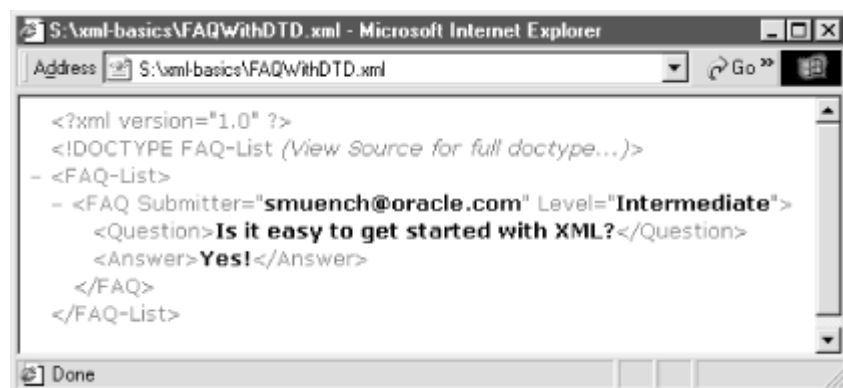 S:\xml-basics\FAQWithDTD.xml - Microsoft Internet Explorer
Address S:\xml-basics\FAQWithDTD.xml Go »
<?xml version="1.0" ?>
<!DOCTYPE FAQ-List (View Source for full doctype...)>
- <FAQ-List>
- <FAQ Submitter="smuench@oracle.com" Level="Intermediate">
<Question>Is it easy to get started with XML?</Question>
<Answer>Yes!</Answer>
</FAQ>
</FAQ-List>
Done